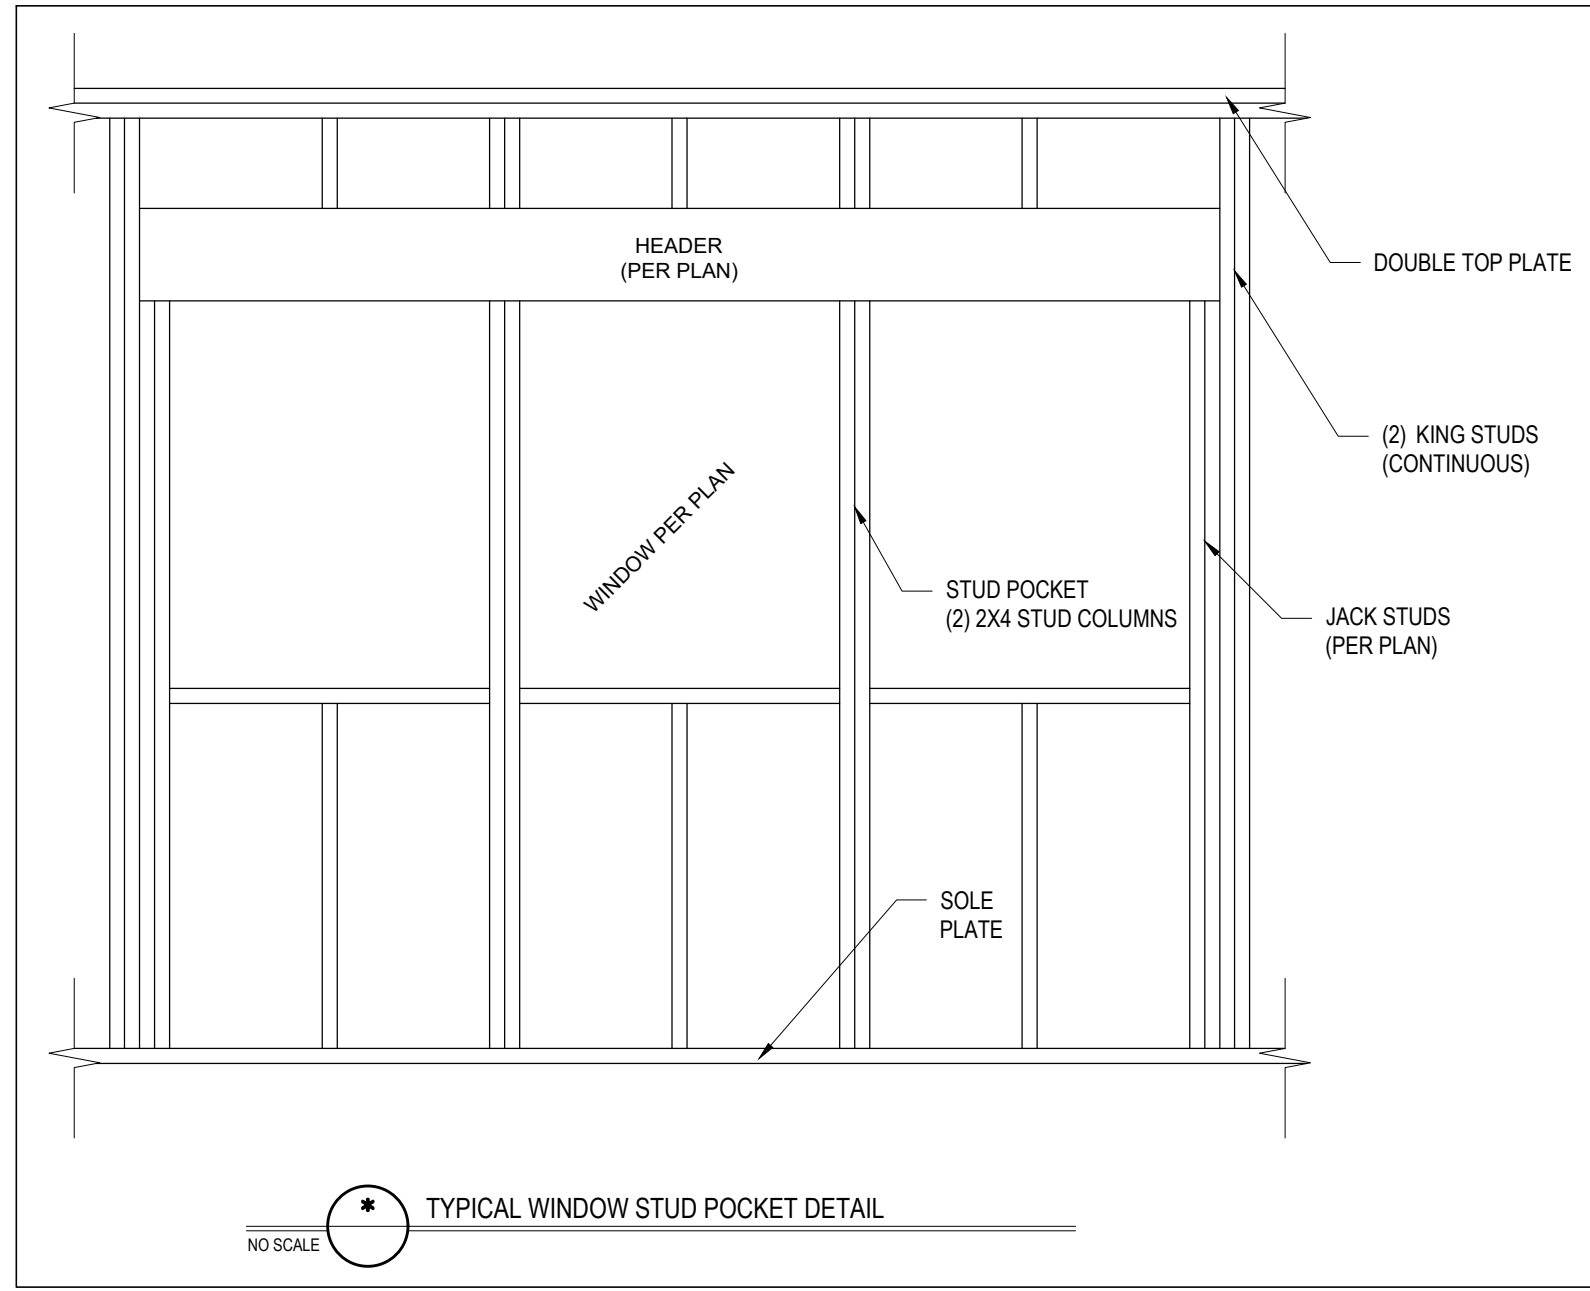 HEADER
(PER PLAN)
DOUBLE TOP PLATE
(2) KING STUDS
(CONTINUOUS)
WINDOW PER PLAN
STUD POCKET
(2) 2X4 STUD COLUMNS
JACK STUDS
(PER PLAN)
SOLE
PLATE
*
TYPICAL WINDOW STUD POCKET DETAIL
NO SCALE